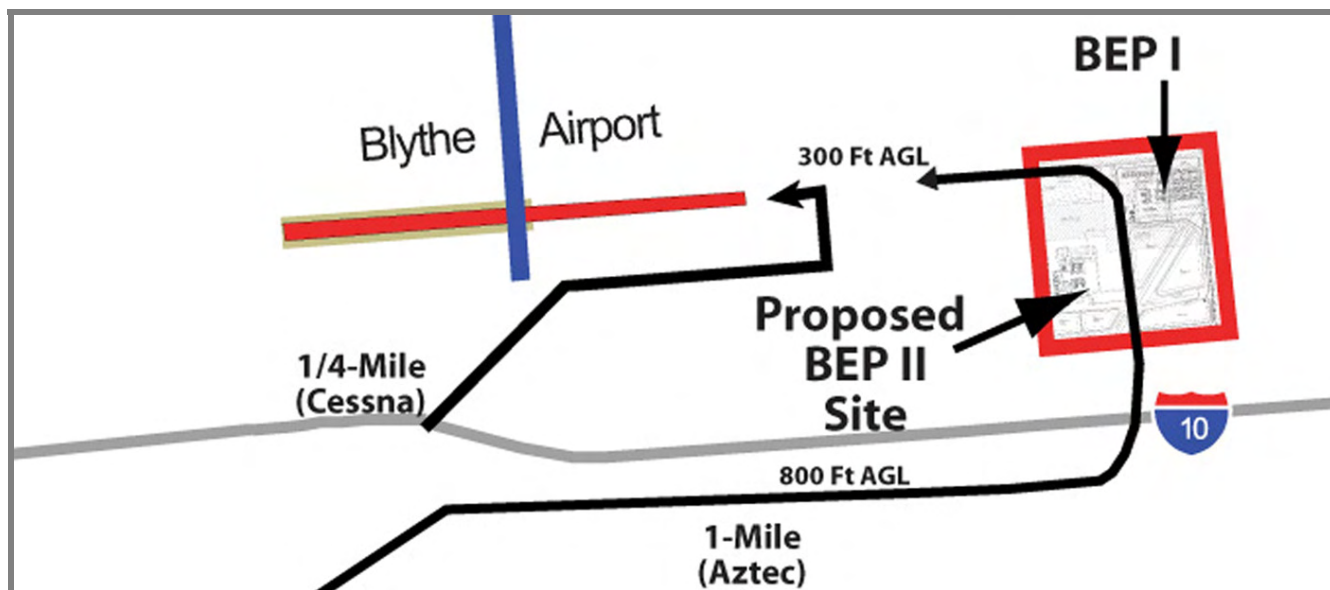 BEP I
Blythe Airport
300 Ft AGL
Proposed
BEP II
Site
1/4-Mile
(Cessna)
10
800 Ft AGL
1-Mile
(Aztec)